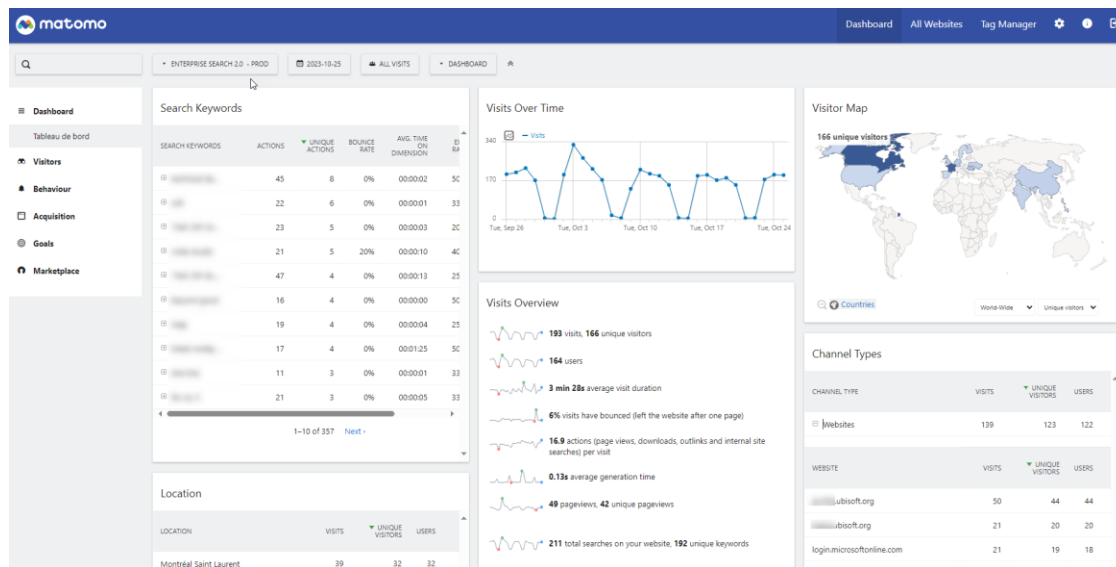 matomo
Dashboard All Websites Tag Manager
ENTERPRISE SEARCH 2.0 - PROD 2023-10-25 ALL VISITS DASHBOARD
Dashboard
Tableau de bord
Visitors
Behaviour
Acquisition
Goals
Marketplace
Search Keywords
SEARCH KEYWORDS ACTIONS UNIQUE ACTIONS BOUNCE RATE AVG. TIME ON DIMENSION
45 8 0% 00:00:02 50
22 6 0% 00:00:01 33
23 5 0% 00:00:03 20
21 5 20% 00:00:10 40
47 4 0% 00:00:13 25
16 4 0% 00:00:00 50
19 4 0% 00:00:04 25
17 4 0% 00:01:25 50
11 3 0% 00:00:01 33
21 3 0% 00:00:05 33
1–10 of 357 Next ›
Location
LOCATION VISITS UNIQUE VISITORS USERS
Montréal Saint Laurent 39 32 32
Visits Over Time
Visits
340
170
0
Tue, Sep 26 Tue, Oct 3 Tue, Oct 10 Tue, Oct 17 Tue, Oct 24
Visits Overview
193 visits, 166 unique visitors
164 users
3 min 28s average visit duration
6% visits have bounced (left the website after one page)
16.9 actions (page views, downloads, outlinks and internal site
searches) per visit
0.13s average generation time
49 pageviews, 42 unique pageviews
211 total searches on your website, 192 unique keywords
Visitor Map
166 unique visitors
Countries
World-Wide Unique visitors
Channel Types
CHANNEL TYPE VISITS UNIQUE VISITORS USERS
Websites 139 123 122
WEBSITE VISITS UNIQUE VISITORS USERS
.ubisoft.org 50 44 44
ubisoft.org 21 20 20
login.microsoftonline.com 21 19 18